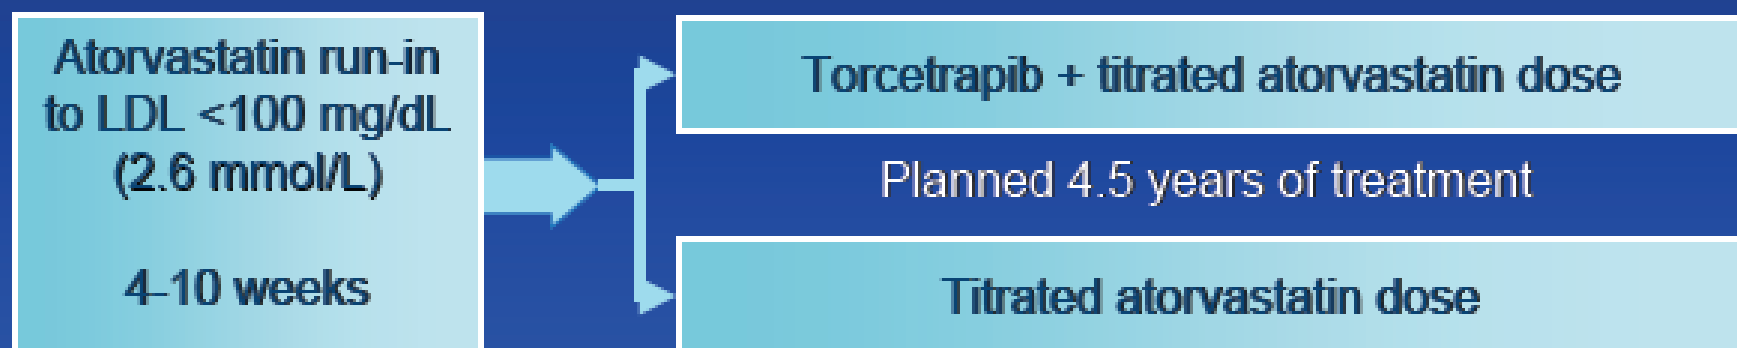 Atorvastatin run-in
to LDL <100 mg/dL
(2.6 mmol/L)
4-10 weeks
Torcetrapib + titrated atorvastatin dose
Planned 4.5 years of treatment
Titrated atorvastatin dose